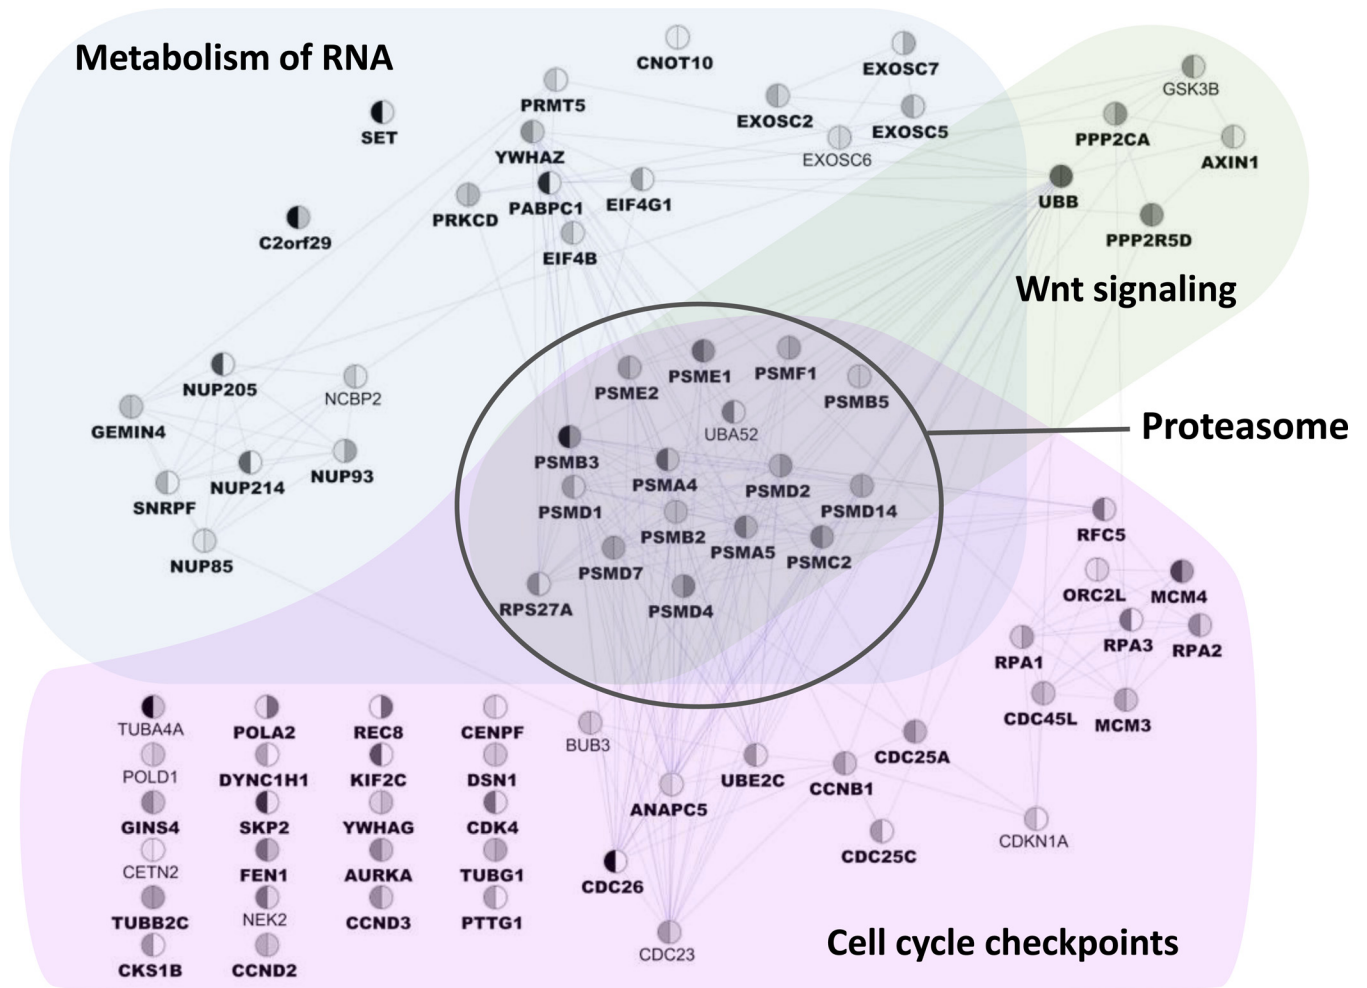 Metabolism of RNA
CNOT10
EXOSC7
PRMT5
EXOSC2
EXOSC5
EXOSC6
SET
YWHAZ
PRKCD
PABPC1
EIF4G1
C2orf29
EIF4B
GSK3B
PPP2CA
AXIN1
UBB
PPP2R5D
Wnt signaling
NUP205
NCBP2
GEMIN4
NUP214
NUP93
SNRPF
NUP85
PSME2
PSME1
PSMF1
PSMB5
UBA52
Proteasome
PSMB3
PSMA4
PSMD2
PSMD1
PSMD14
PSMB2
PSMA5
PSMC2
PSMD7
RPS27A
PSMD4
RFC5
ORC2L
MCM4
RPA3
RPA2
RPA1
CDC45L
MCM3
TUBA4A
POLA2
REC8
CENPF
POLD1
DYNC1H1
KIF2C
DSN1
GINS4
SKP2
YWHAG
CDK4
CETN2
FEN1
AURKA
TUBG1
TUBB2C
NEK2
CCND3
PTTG1
CKS1B
CCND2
BUB3
UBE2C
CDC25A
CCNB1
ANAPC5
CDC25C
CDKN1A
CDC26
CDC23
Cell cycle checkpoints